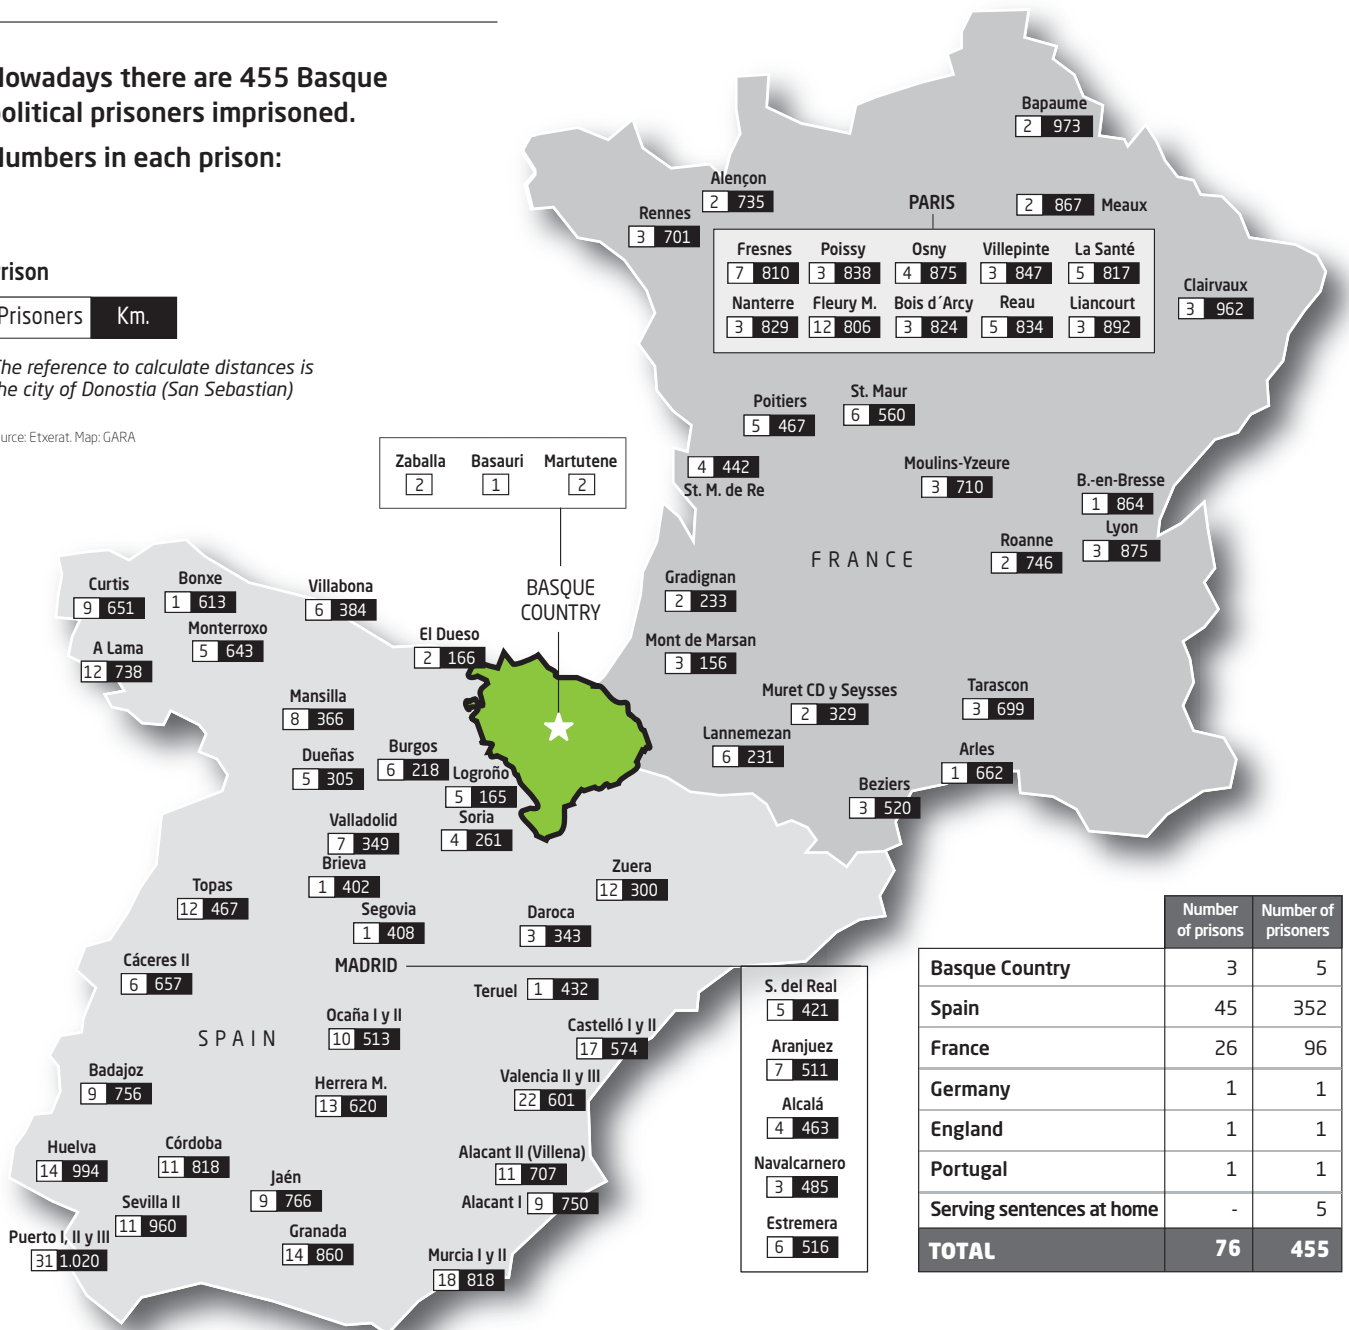 Nowadays there are 455 Basque
political prisoners imprisoned.
Numbers in each prison:
Prison
Prisoners Km.
The reference to calculate distances is
the city of Donostia (San Sebastian)
Source: Etxerat. Map: GARA
Bapaume
2 973
Alençon
2 735
Rennes
3 701
PARIS
2 867 Meaux
Fresnes Poissy Osny Villepinte La Santé
7 810 3 838 4 875 3 847 5 817
Nanterre Fleury M. Bois d´Arcy Reau Liancourt
3 829 12 806 3 824 5 834 3 892
Clairvaux
3 962
Poitiers
5 467
St. Maur
6 560
4 442
St. M. de Re
Moulins-Yzeure
3 710
B.-en-Bresse
1 864
Lyon
3 875
Roanne
2 746
FRANCE
Gradignan
2 233
Mont de Marsan
3 156
Muret CD y Seysses
2 329
Lannemezan
6 231
Tarascon
3 699
Arles
1 662
Beziers
3 520
Zaballa Basauri Martutene
2 1 2
BASQUE
COUNTRY
Curtis
9 651
Bonxe
1 613
Villabona
6 384
Monterroxo
5 643
A Lama
12 738
El Dueso
2 166
Mansilla
8 366
Dueñas
5 305
Burgos
6 218
Logroño
5 165
Soria
4 261
Valladolid
7 349
Brieva
1 402
Topas
12 467
Segovia
1 408
Zuera
12 300
Daroca
3 343
Cáceres II
6 657
MADRID
Teruel 1 432
S. del Real
5 421
Aranjuez
7 511
Alcalá
4 463
Navalcarnero
3 485
Estremera
6 516
SPAIN
Ocaña I y II
10 513
Castelló I y II
17 574
Badajoz
9 756
Herrera M.
13 620
Valencia II y III
22 601
Huelva
14 994
Córdoba
11 818
Jaén
9 766
Alacant II (Villena)
11 707
Alacant I 9 750
Sevilla II
11 960
Puerto I, II y III
31 1.020
Granada
14 860
Murcia I y II
18 818
Number of prisons Number of prisoners
Basque Country 3 5
Spain 45 352
France 26 96
Germany 1 1
England 1 1
Portugal 1 1
Serving sentences at home - 5
TOTAL 76 455